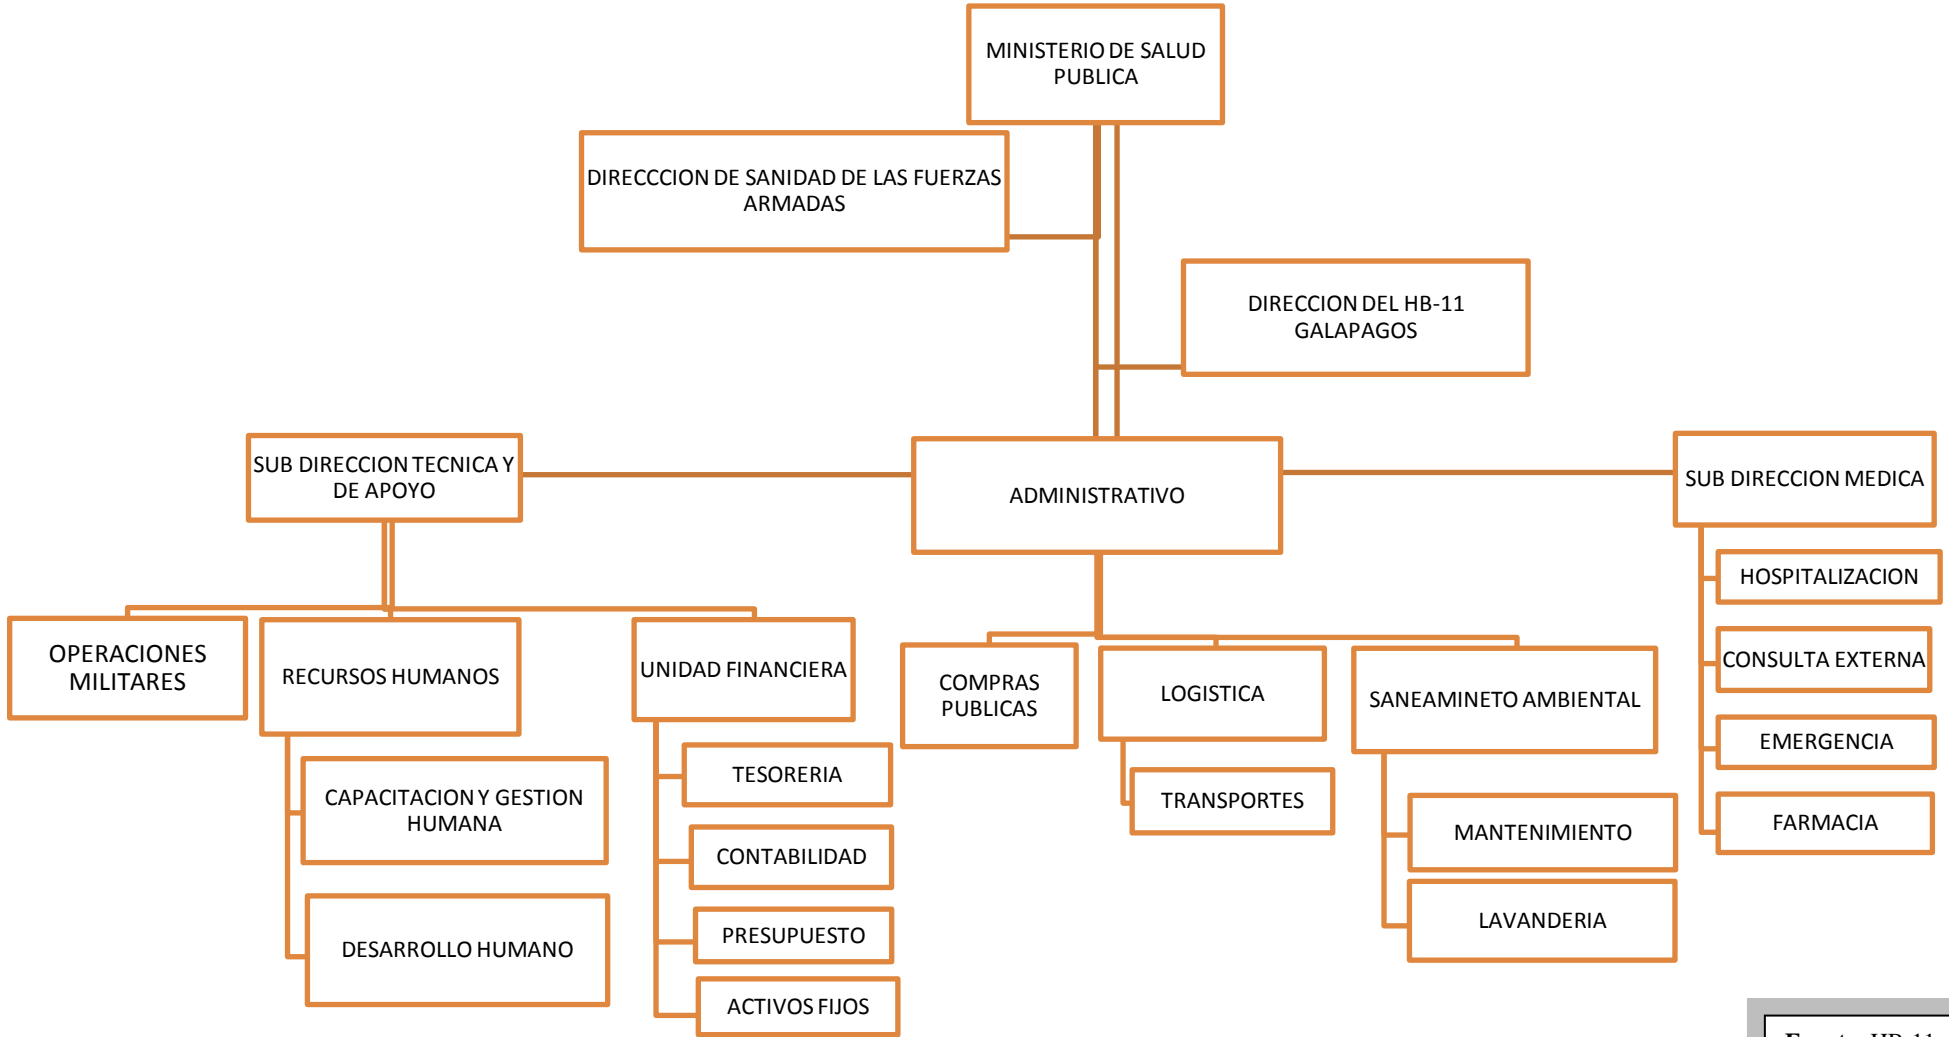 MINISTERIO DE SALUD
PUBLICA
DIRECCCION DE SANIDAD DE LAS FUERZAS
ARMADAS
DIRECCION DEL HB-11
GALAPAGOS
SUB DIRECCION TECNICA Y
DE APOYO
ADMINISTRATIVO
SUB DIRECCION MEDICA
OPERACIONES
MILITARES
RECURSOS HUMANOS
CAPACITACION Y GESTION
HUMANA
DESARROLLO HUMANO
UNIDAD FINANCIERA
TESORERIA
CONTABILIDAD
PRESUPUESTO
ACTIVOS FIJOS
COMPRAS
PUBLICAS
LOGISTICA
TRANSPORTES
SANEAMINETO AMBIENTAL
MANTENIMIENTO
LAVANDERIA
HOSPITALIZACION
CONSULTA EXTERNA
EMERGENCIA
FARMACIA